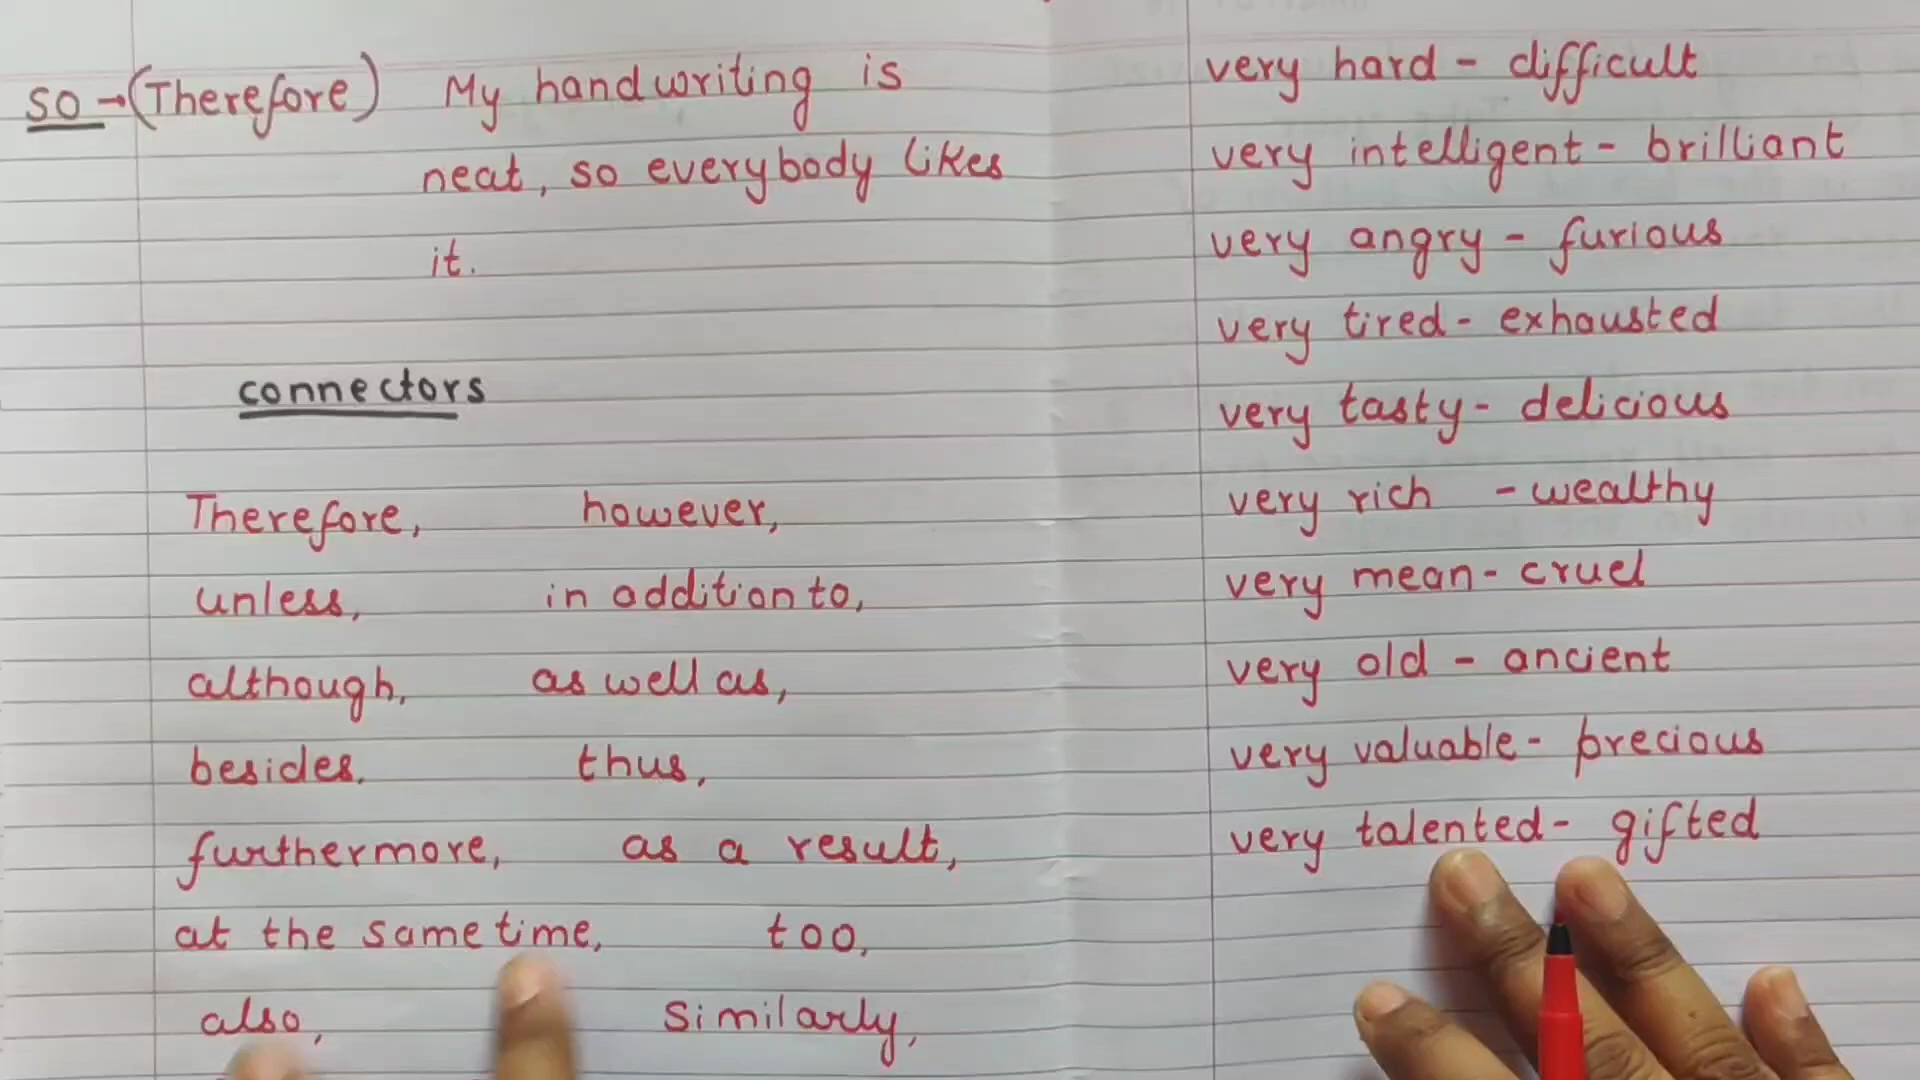 so → (Therefore) My handwriting is
neat, so everybody likes
it.
connectors
Therefore, however,
unless, in addition to,
although, as well as,
besides, thus,
furthermore, as a result,
at the same time, too,
also, Similarly,
very hard - difficult
very intelligent - brilliant
very angry - furious
very tired - exhausted
very tasty - delicious
very rich - wealthy
very mean - cruel
very old - ancient
very valuable - precious
very talented - gifted